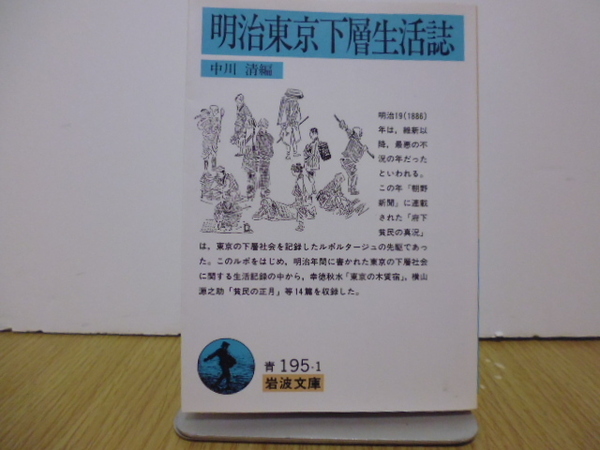 明治東京下層生活誌
中川 清編
明治19(1886)
年は，維新以
降，最悪の不
況の年だった
といわれる。
この年「朝野
新聞」に連載
された「府下
貧民の真況」
は，東京の下層社会を記録したルポルタージュの先駆であっ
た。このルポをはじめ，明治年間に書かれた東京の下層社会
に関する生活記録の中から，幸徳秋水「東京の木賃宿」，横山
源之助「貧民の正月」等14篇を収録した。
青 195-1
岩波文庫